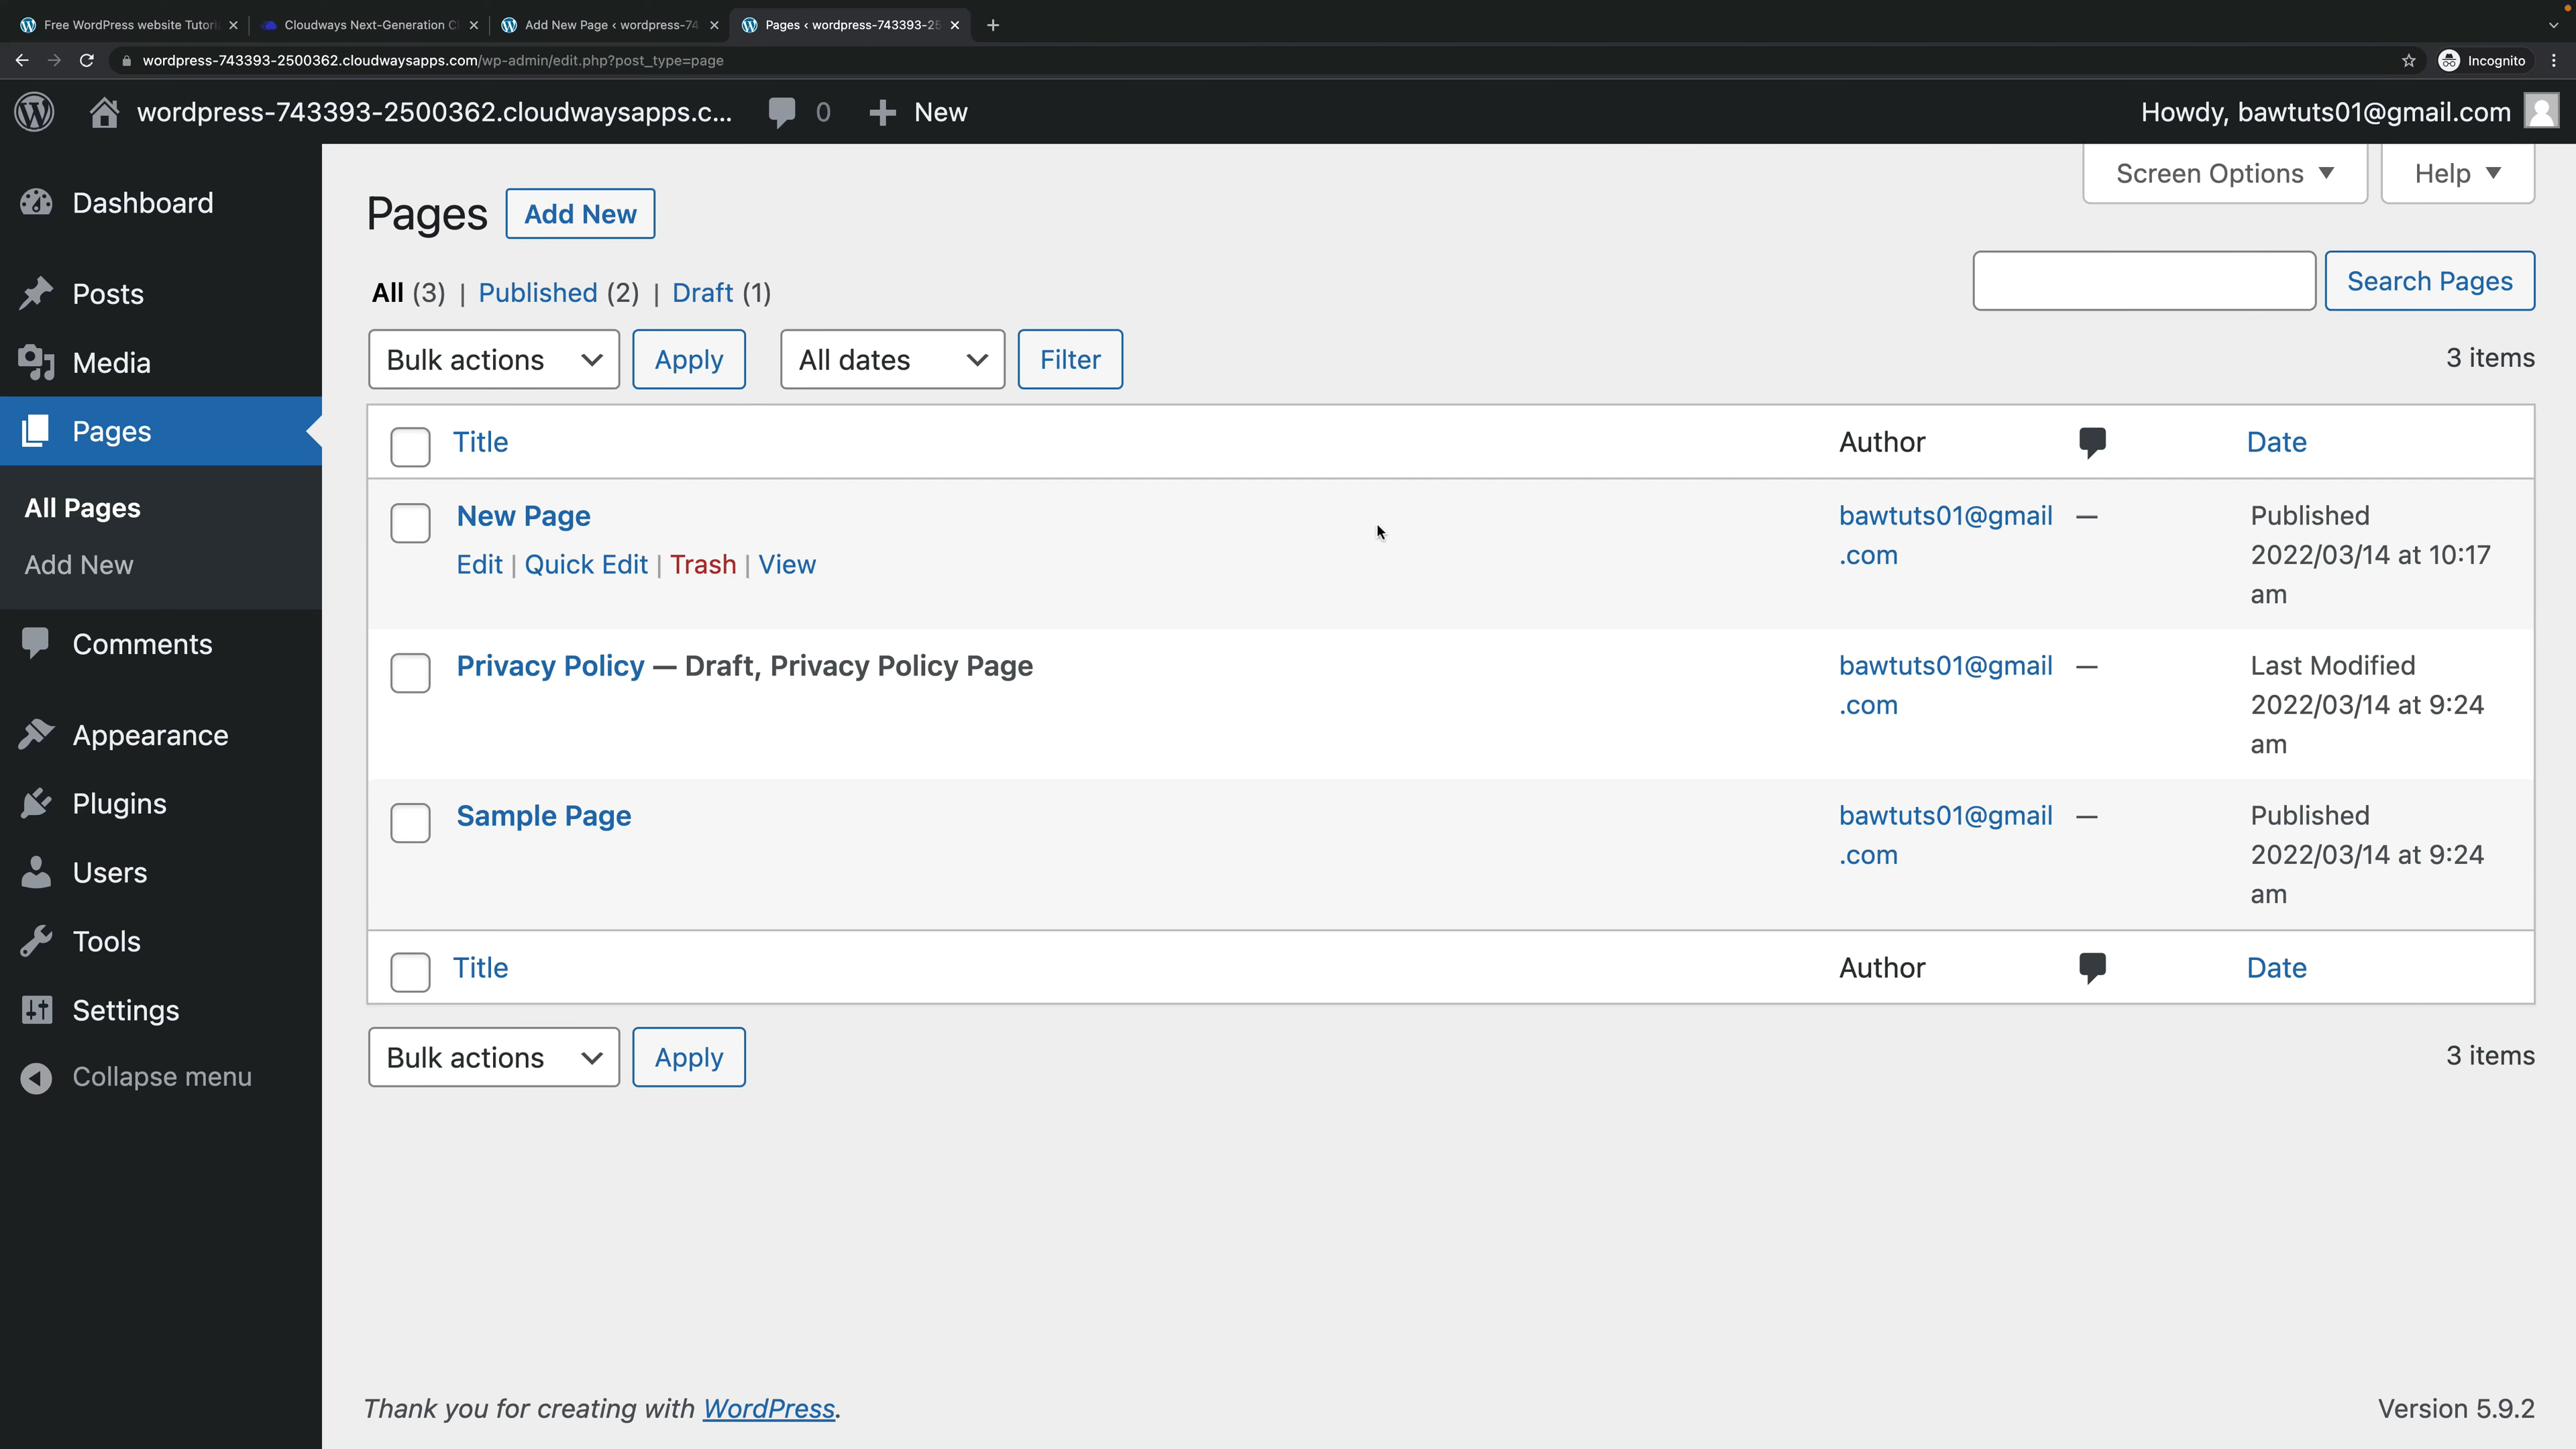 Free WordPress website Tutori
Cloudways Next-Generation Cl
Add New Page < wordpress-74
Pages < wordpress-743393-25
wordpress-743393-2500362.cloudwaysapps.com/wp-admin/edit.php?post_type=page
Incognito
wordpress-743393-2500362.cloudwaysapps.c...
0
New
Howdy, bawtuts01@gmail.com
Dashboard
Posts
Media
Pages
All Pages
Add New
Comments
Appearance
Plugins
Users
Tools
Settings
Collapse menu
Screen Options
Help
Pages
Add New
All (3) | Published (2) | Draft (1)
Search Pages
Bulk actions
Apply
All dates
Filter
3 items
Title
Author
Date
New Page
Edit | Quick Edit | Trash | View
bawtuts01@gmail
.com
—
Published
2022/03/14 at 10:17
am
Privacy Policy — Draft, Privacy Policy Page
bawtuts01@gmail
.com
—
Last Modified
2022/03/14 at 9:24
am
Sample Page
bawtuts01@gmail
.com
—
Published
2022/03/14 at 9:24
am
Title
Author
Date
Bulk actions
Apply
3 items
Thank you for creating with WordPress.
Version 5.9.2